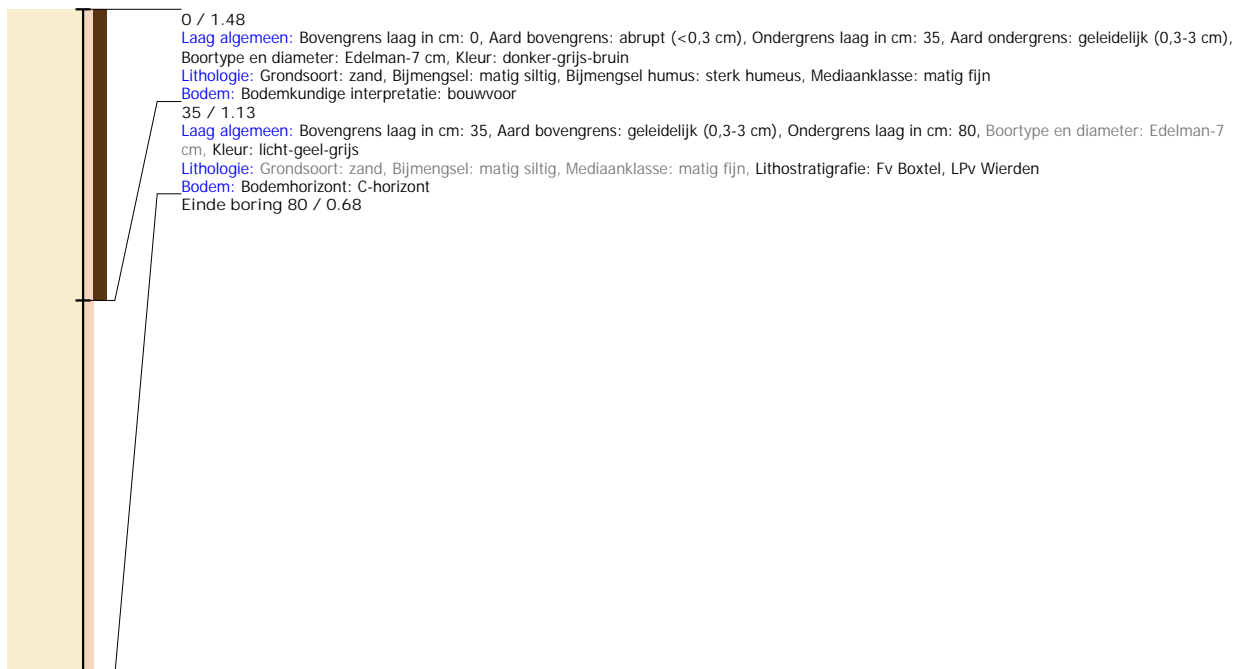 0 / 1.48
Laag algemeen: Bovengrens laag in cm: 0, Aard bovengrens: abrupt (<0,3 cm), Ondergrens laag in cm: 35, Aard ondergrens: geleidelijk (0,3-3 cm),
Boortype en diameter: Edelman-7 cm, Kleur: donker-grijs-bruin
Lithologie: Grondsoort: zand, Bijmengsel: matig siltig, Bijmengsel humus: sterk humeus, Mediaanklasse: matig fijn
Bodem: Bodemkundige interpretatie: bouwvoor
35 / 1.13
Laag algemeen: Bovengrens laag in cm: 35, Aard bovengrens: geleidelijk (0,3-3 cm), Ondergrens laag in cm: 80, Boortype en diameter: Edelman-7
cm, Kleur: licht-geel-grijs
Lithologie: Grondsoort: zand, Bijmengsel: matig siltig, Mediaanklasse: matig fijn, Lithostratigrafie: Fv Boxtel, LPv Wierden
Bodem: Bodemhorizont: C-horizont
Einde boring 80 / 0.68